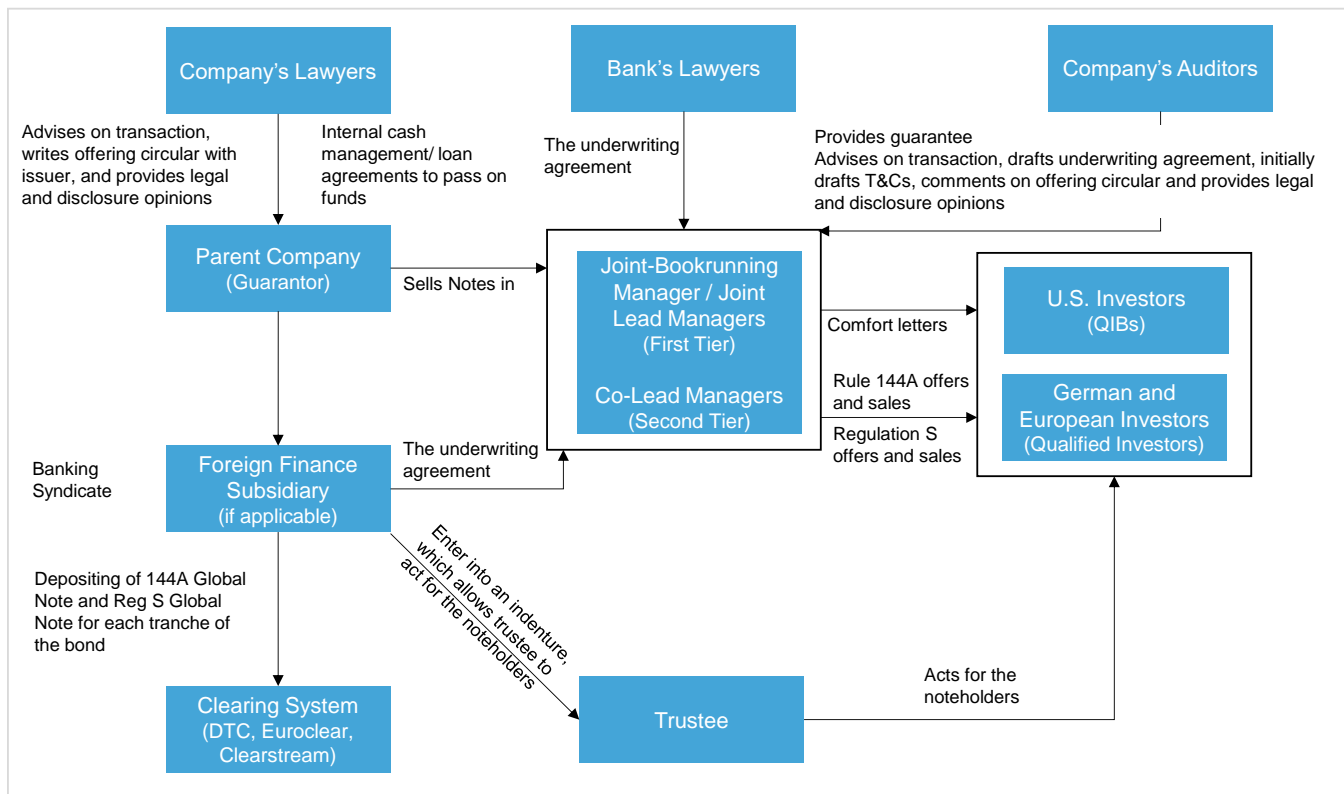 Company's Lawyers
Bank's Lawyers
Company's Auditors
Advises on transaction,
writes offering circular with
issuer, and provides legal
and disclosure opinions
Internal cash
management/ loan
agreements to pass on
funds
The underwriting
agreement
Provides guarantee
Advises on transaction, drafts underwriting agreement, initially
drafts T&Cs, comments on offering circular and provides legal
and disclosure opinions
Parent Company
(Guarantor)
Sells Notes in
Joint-Bookrunning
Manager / Joint
Lead Managers
(First Tier)
Co-Lead Managers
(Second Tier)
Comfort letters
Rule 144A offers
and sales
Regulation S
offers and sales
U.S. Investors
(QIBs)
German and
European Investors
(Qualified Investors)
Banking
Syndicate
Foreign Finance
Subsidiary
(if applicable)
The underwriting
agreement
Enter into an indenture,
which allows trustee to
act for the noteholders
Depositing of 144A Global
Note and Reg S Global
Note for each tranche of
the bond
Clearing System
(DTC, Euroclear,
Clearstream)
Trustee
Acts for the
noteholders